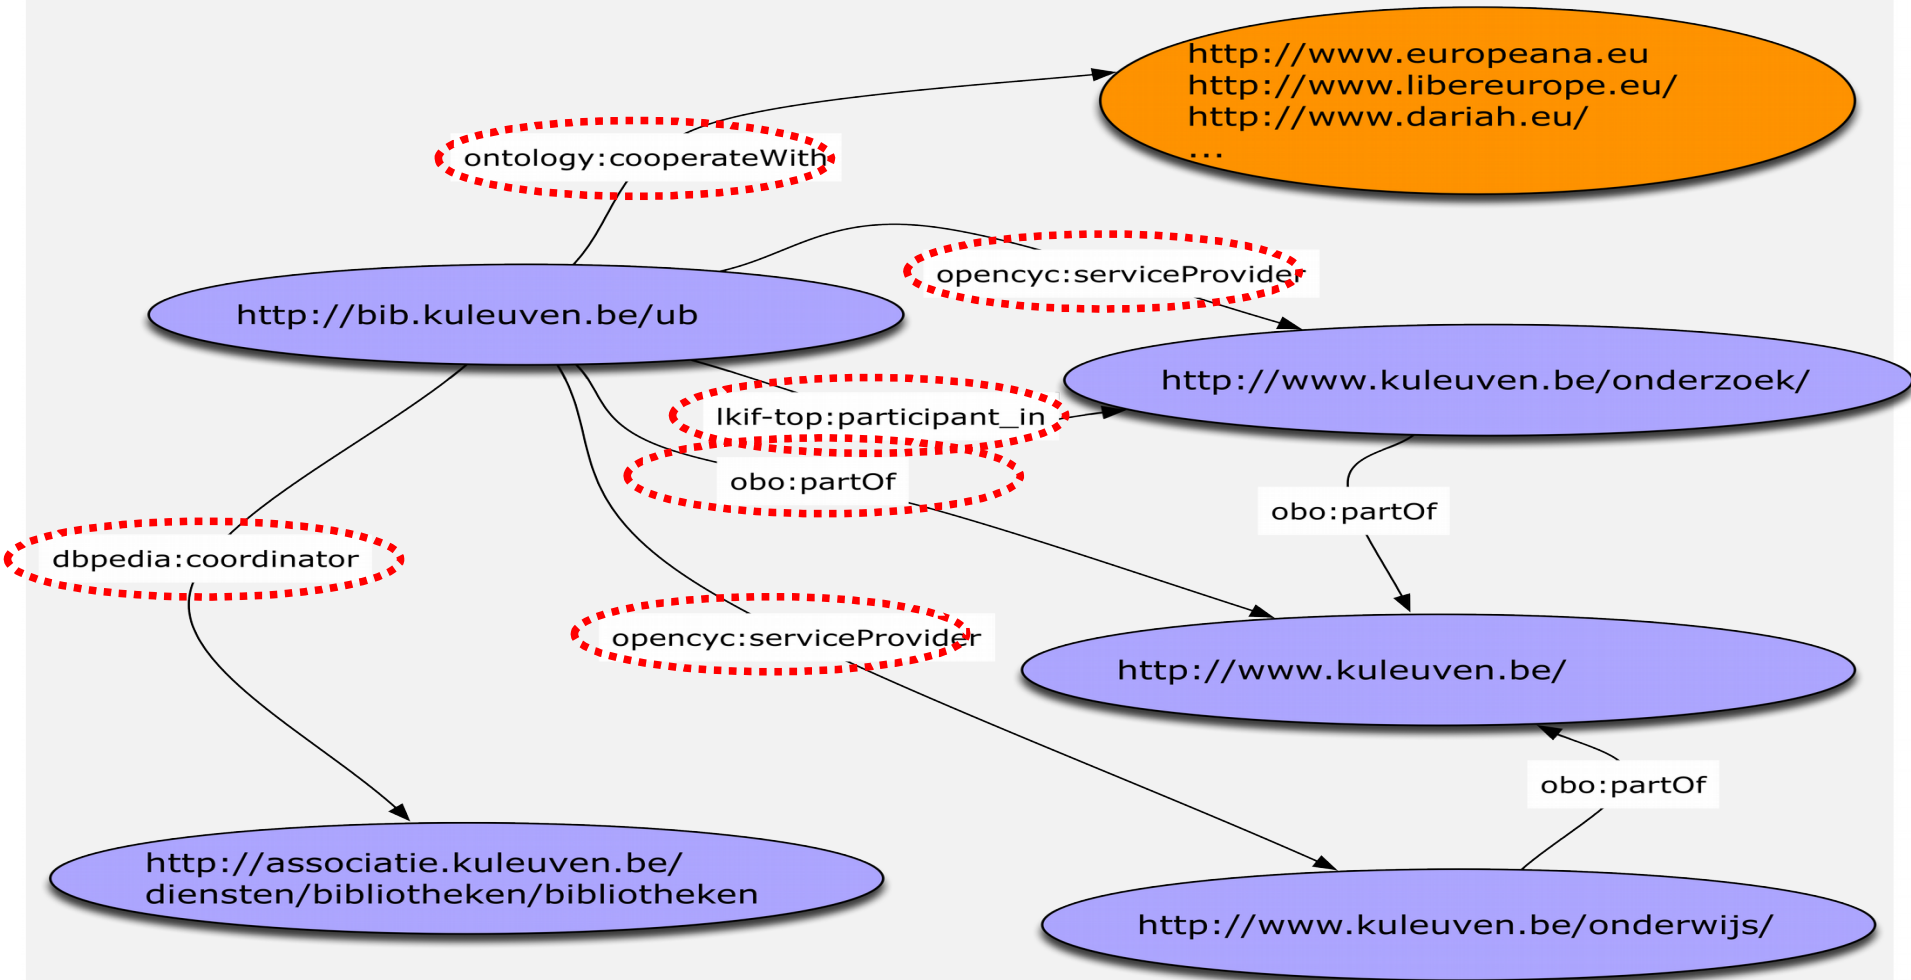 http://www.europeana.eu
http://www.libereurope.eu/
http://www.dariah.eu/
...
ontology:cooperateWith
opencyc:serviceProvider
http://bib.kuleuven.be/ub
http://www.kuleuven.be/onderzoek/
lkif-top:participant_in
obo:partOf
obo:partOf
dbpedia:coordinator
opencyc:serviceProvider
http://www.kuleuven.be/
obo:partOf
http://associatie.kuleuven.be/
diensten/bibliotheken/bibliotheken
http://www.kuleuven.be/onderwijs/